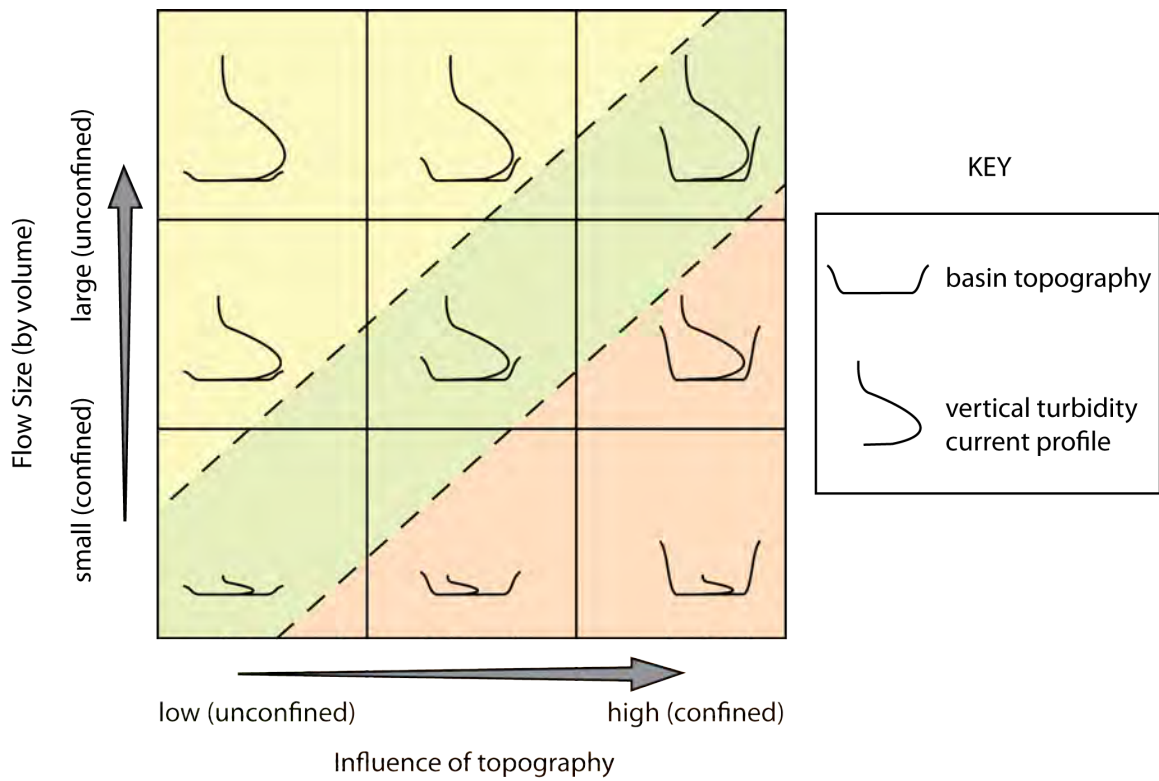 Flow Size (by volume)
large (unconfined)
small (confined)
KEY
basin topography
vertical turbidity
current profile
low (unconfined)
high (confined)
Influence of topography